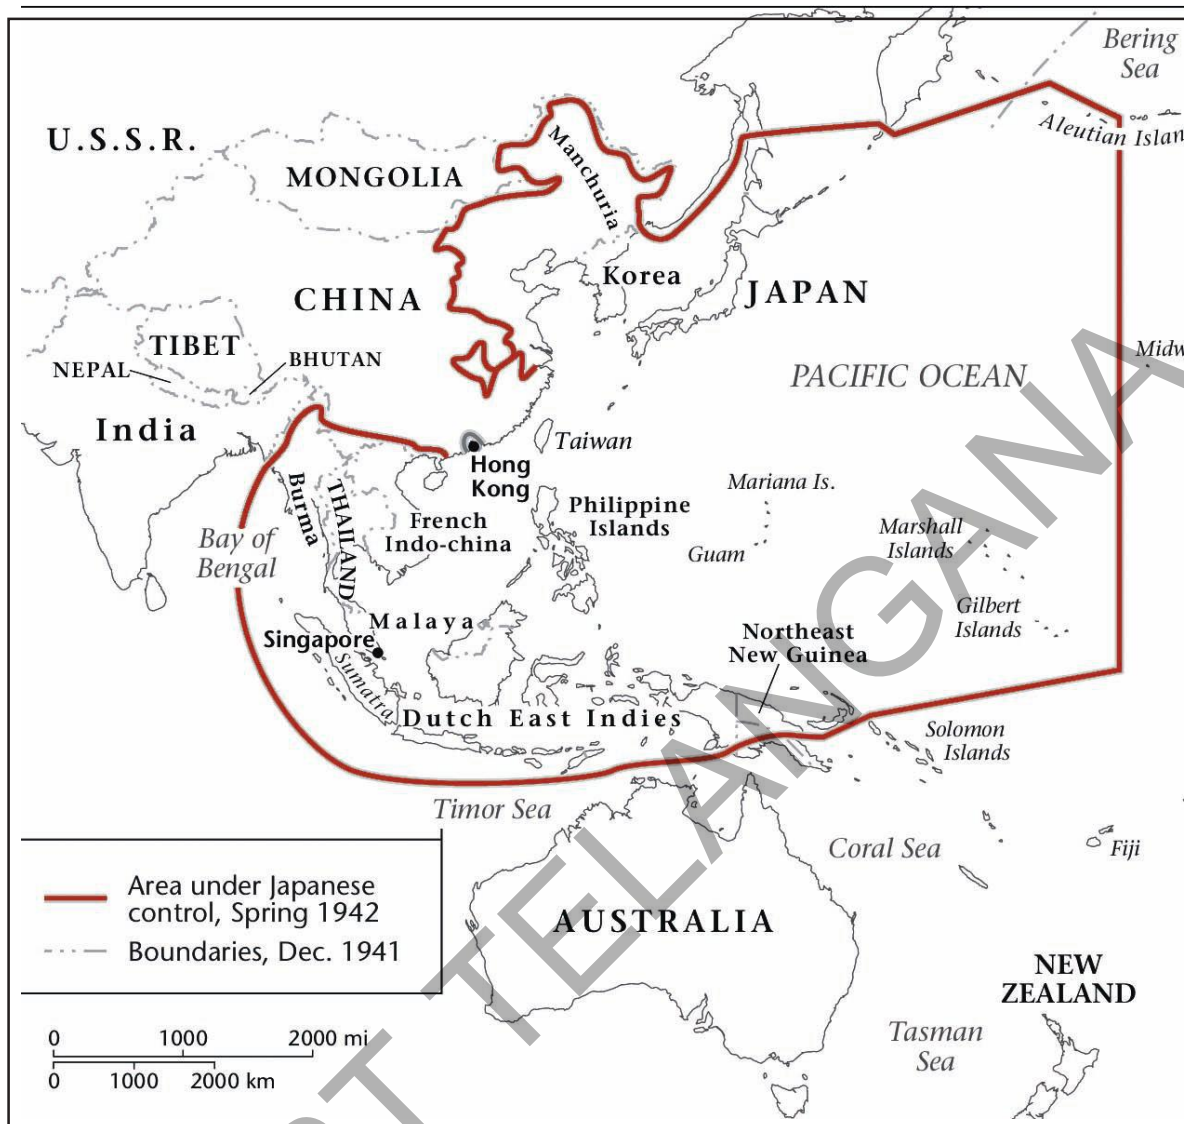 Bering
Sea
Aleutian Islan
U.S.S.R.
MONGOLIA
Manchuria
Korea
JAPAN
CHINA
TIBET
NEPAL
BHUTAN
India
PACIFIC OCEAN
Midw
Taiwan
Hong
Kong
Burma
THAILAND
French
Indo-china
Philippine
Islands
Mariana Is.
Guam
Marshall
Islands
Gilbert
Islands
Bay of
Bengal
Malaya
Singapore
Sumatra
Northeast
New Guinea
Dutch East Indies
Solomon
Islands
Timor Sea
Coral Sea
Fiji
AUSTRALIA
NEW
ZEALAND
Tasman
Sea
Area under Japanese
control, Spring 1942
Boundaries, Dec. 1941
0 1000 2000 mi
0 1000 2000 km
RT TELANGANA